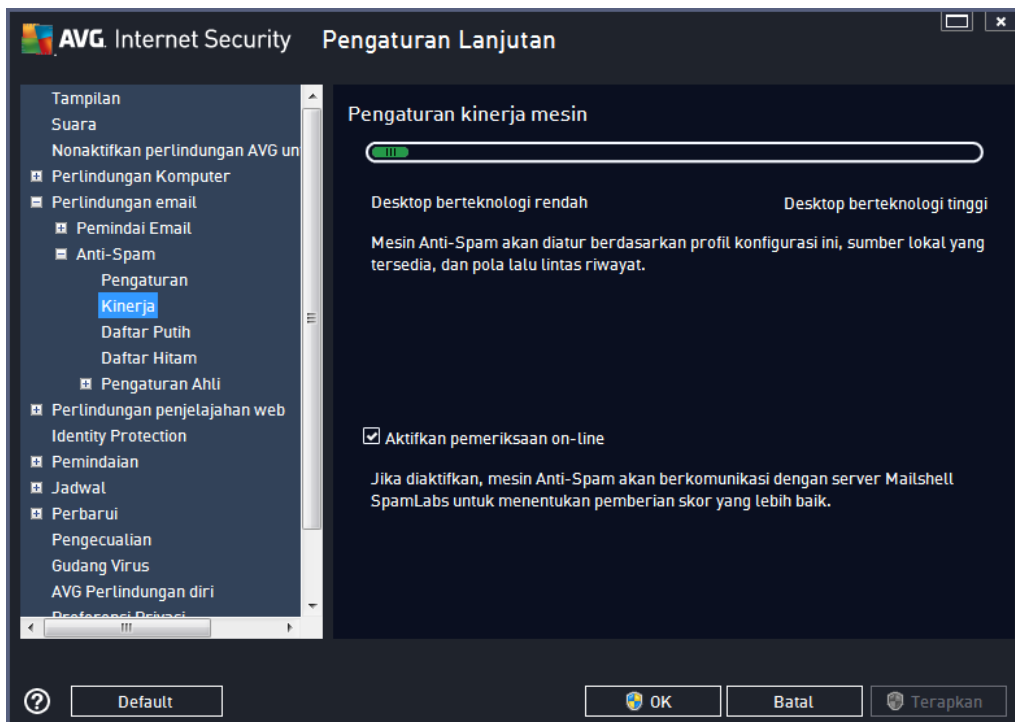 AVG Internet Security Pengaturan Lanjutan
Tampilan
Suara
Nonaktifkan perlindungan AVG un
Perlindungan Komputer
Perlindungan email
Pemindai Email
Anti-Spam
Pengaturan
Kinerja
Daftar Putih
Daftar Hitam
Pengaturan Ahli
Perlindungan penjelajahan web
Identity Protection
Pemindaian
Jadwal
Perbarui
Pengecualian
Gudang Virus
AVG Perlindungan diri
Preferensi Privasi
Pengaturan kinerja mesin
Desktop berteknologi rendah
Desktop berteknologi tinggi
Mesin Anti-Spam akan diatur berdasarkan profil konfigurasi ini, sumber lokal yang
tersedia, dan pola lalu lintas riwayat.
Aktifkan pemeriksaan on-line
Jika diaktifkan, mesin Anti-Spam akan berkomunikasi dengan server Mailshell
SpamLabs untuk menentukan pemberian skor yang lebih baik.
? Default OK Batal Terapkan